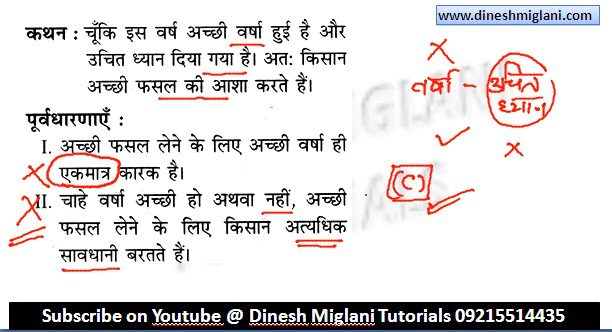 www.dineshmiglani.com
कथन : चूँकि इस वर्ष अच्छी वर्षा हुई है और
उचित ध्यान दिया गया है। अत: किसान
अच्छी फसल की आशा करते हैं।
पूर्वधारणाएँ :
I. अच्छी फसल लेने के लिए अच्छी वर्षा ही
एकमात्र कारक है।
II. चाहे वर्षा अच्छी हो अथवा नहीं, अच्छी
फसल लेने के लिए किसान अत्यधिक
सावधानी बरतते हैं।
वर्षा - उचित
ध्यान
(C)
Subscribe on Youtube @ Dinesh Miglani Tutorials 09215514435